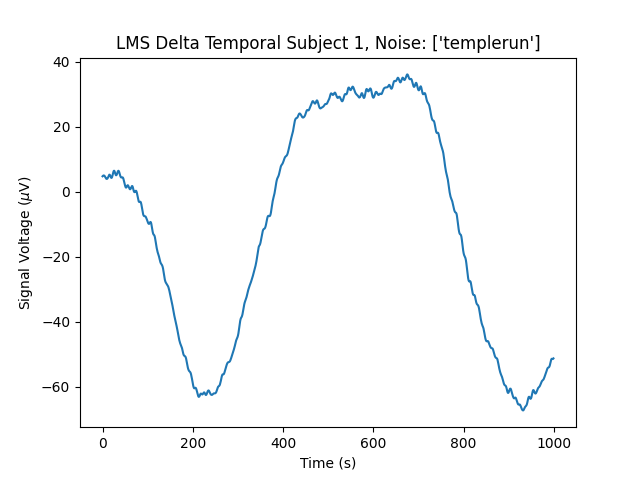 LMS Delta Temporal Subject 1, Noise: ['templerun']
40
20
0
−20
−40
−60
Signal Voltage (μV)
0 200 400 600 800 1000
Time (s)